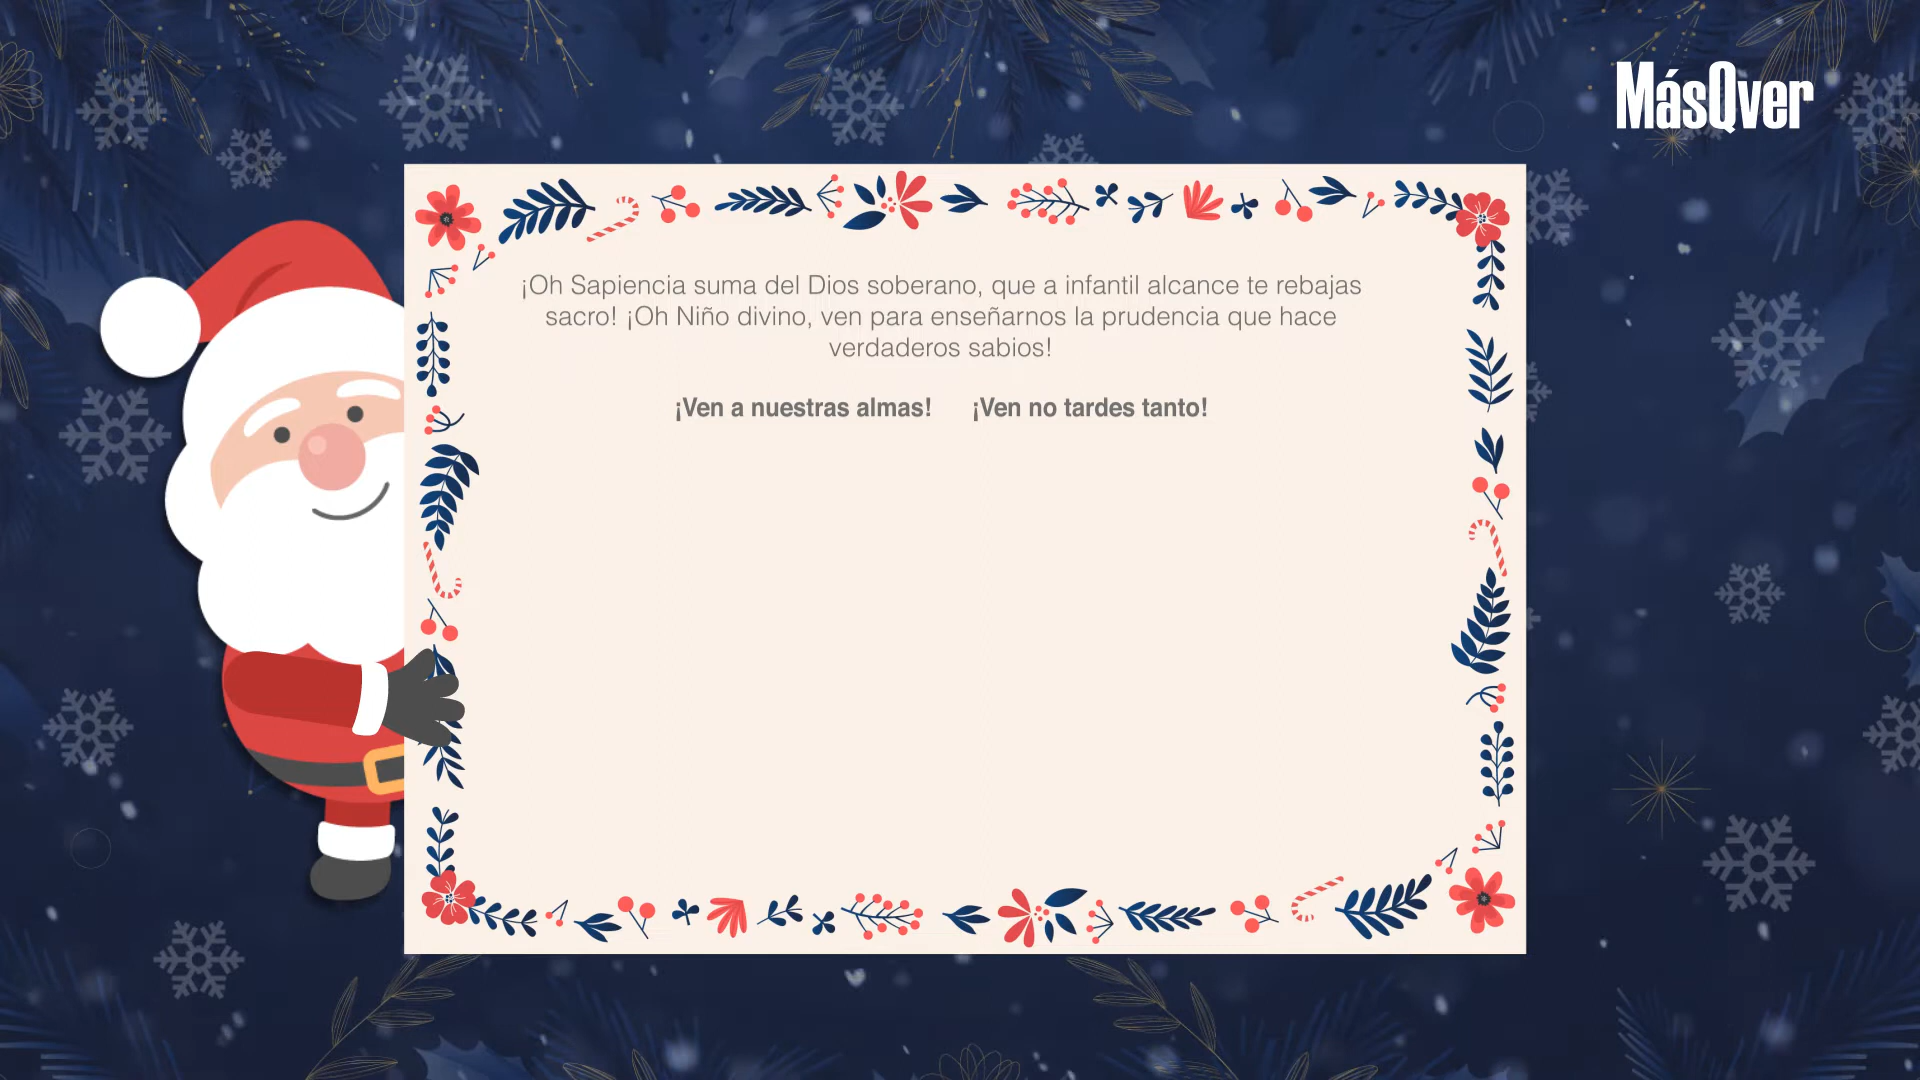 MásQver
¡Oh Sapiencia suma del Dios soberano, que a infantil alcance te rebajas
sacro! ¡Oh Niño divino, ven para enseñarnos la prudencia que hace
verdaderos sabios!
¡Ven a nuestras almas! ¡Ven no tardes tanto!